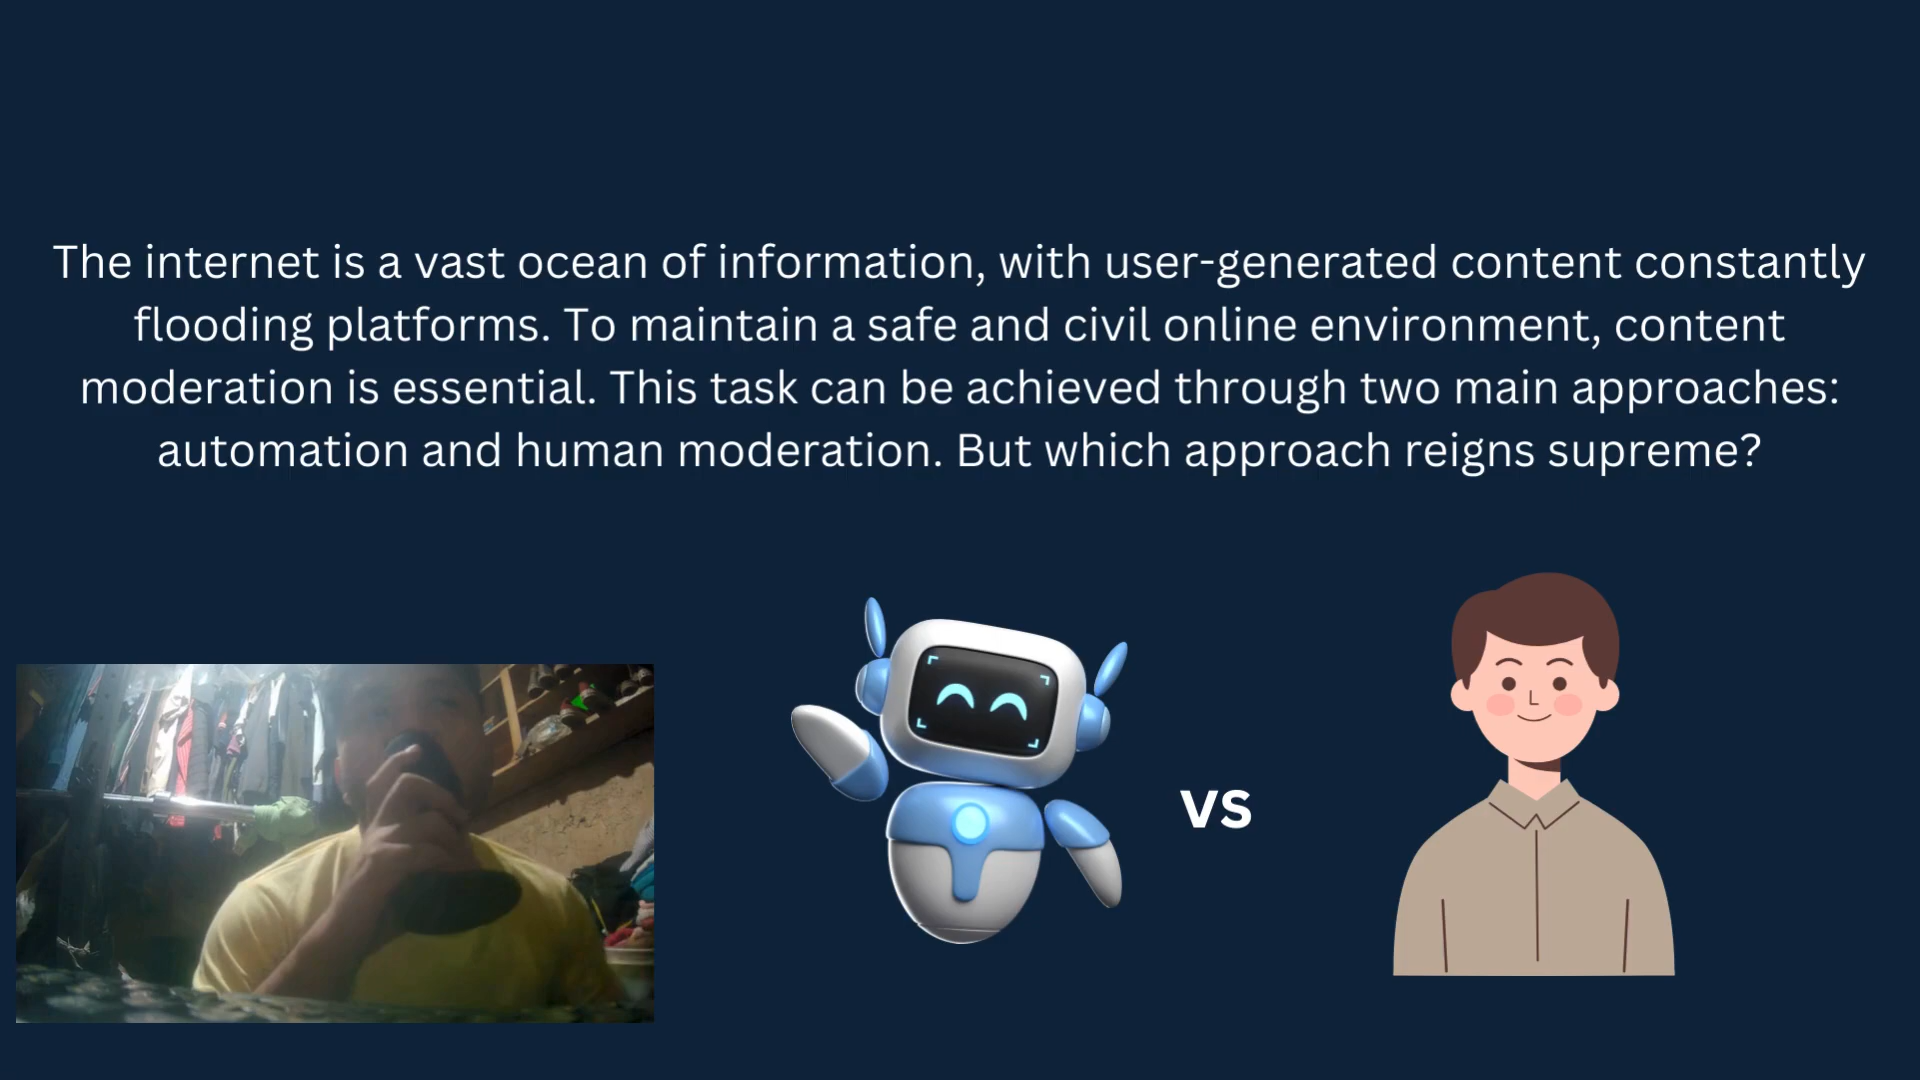 The internet is a vast ocean of information, with user-generated content constantly
flooding platforms. To maintain a safe and civil online environment, content
moderation is essential. This task can be achieved through two main approaches:
automation and human moderation. But which approach reigns supreme?
vs